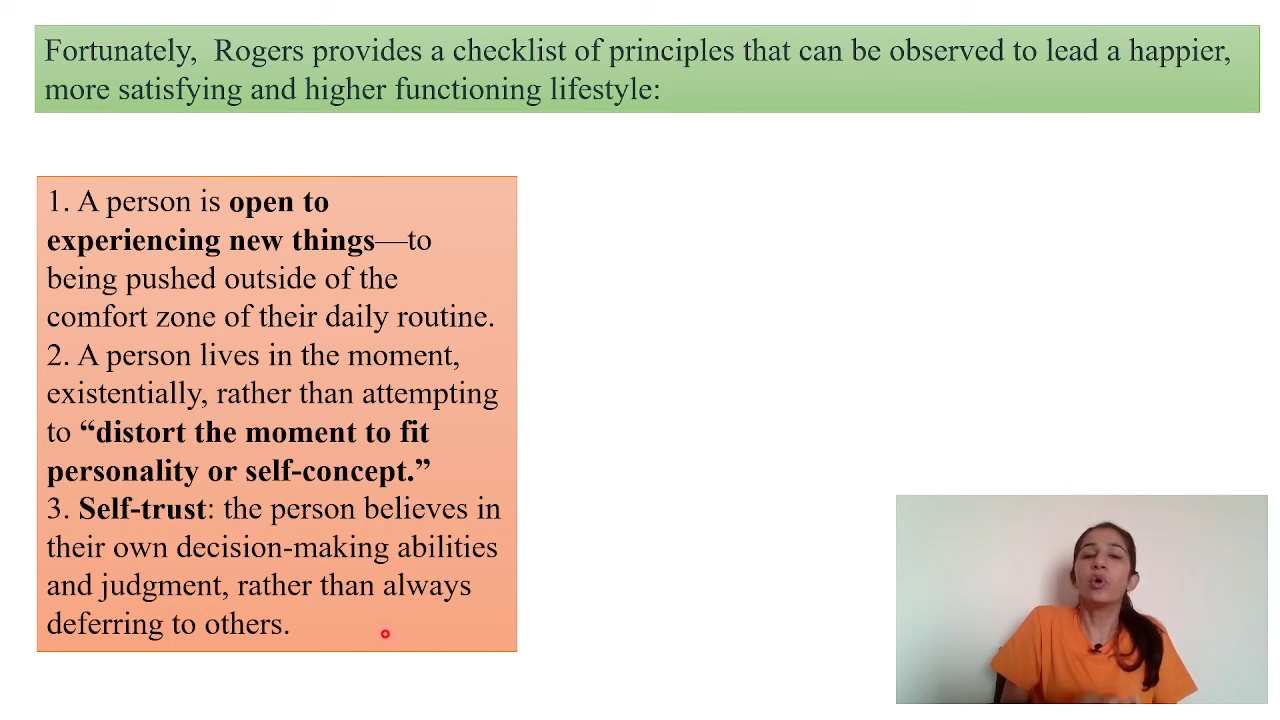 Fortunately,  Rogers provides a checklist of principles that can be observed to lead a happier,
more satisfying and higher functioning lifestyle:
1. A person is open to
experiencing new things—to
being pushed outside of the
comfort zone of their daily routine.
2. A person lives in the moment,
existentially, rather than attempting
to “distort the moment to fit
personality or self-concept.”
3. Self-trust: the person believes in
their own decision-making abilities
and judgment, rather than always
deferring to others.